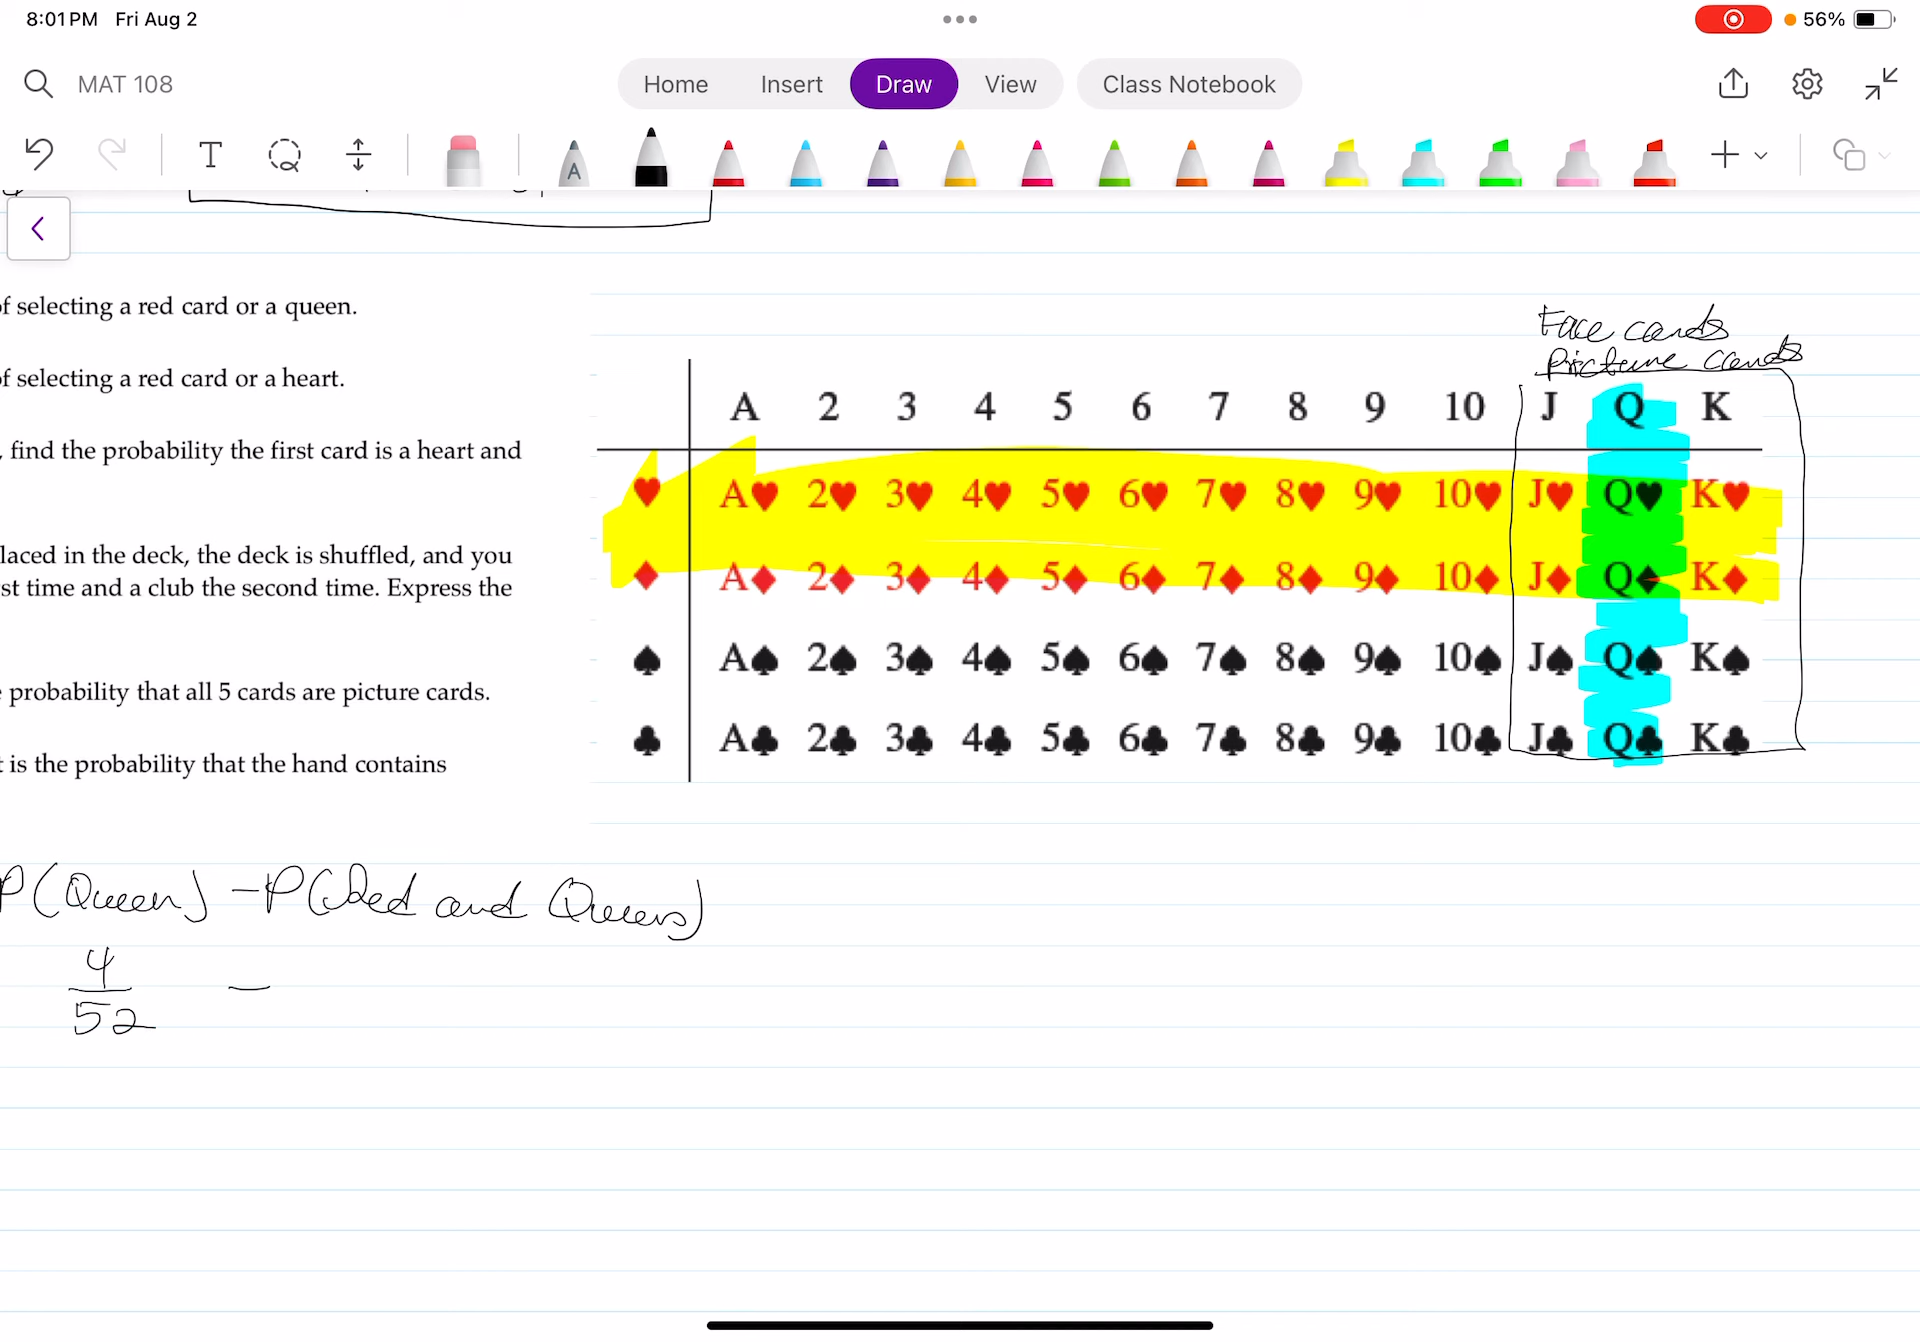 8:01 PM Fri Aug 2
56%
MAT 108
Home Insert Draw View Class Notebook
T A
of selecting a red card or a queen.
of selecting a red card or a heart.
, find the probability the first card is a heart and
laced in the deck, the deck is shuffled, and you
st time and a club the second time. Express the
probability that all 5 cards are picture cards.
is the probability that the hand contains
Face cards
Picture cards
A 2 3 4 5 6 7 8 9 10 J Q K
♥ A♥ 2♥ 3♥ 4♥ 5♥ 6♥ 7♥ 8♥ 9♥ 10♥ J♥ Q♥ K♥
♦ A♦ 2♦ 3♦ 4♦ 5♦ 6♦ 7♦ 8♦ 9♦ 10♦ J♦ Q♦ K♦
♠ A♠ 2♠ 3♠ 4♠ 5♠ 6♠ 7♠ 8♠ 9♠ 10♠ J♠ Q♠ K♠
♣ A♣ 2♣ 3♣ 4♣ 5♣ 6♣ 7♣ 8♣ 9♣ 10♣ J♣ Q♣ K♣
P(Queen) - P(Red and Queens)
4
52
-